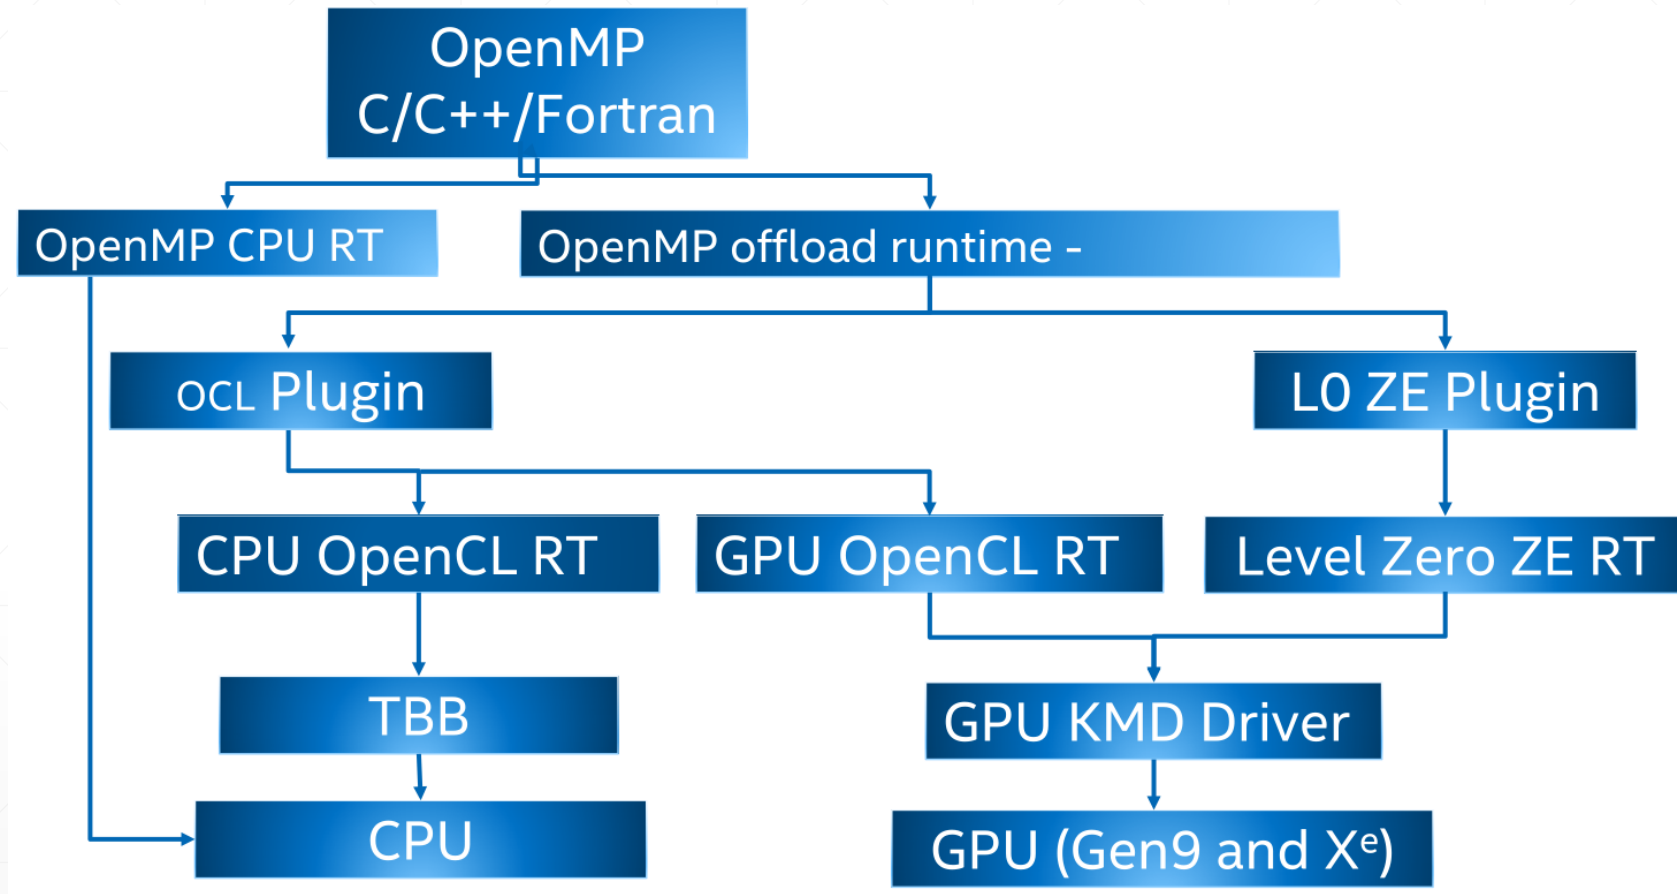 OpenMP
C/C++/Fortran
OpenMP CPU RT
OpenMP offload runtime -
OCL Plugin
L0 ZE Plugin
CPU OpenCL RT
GPU OpenCL RT
Level Zero ZE RT
TBB
GPU KMD Driver
CPU
GPU (Gen9 and Xᵉ)